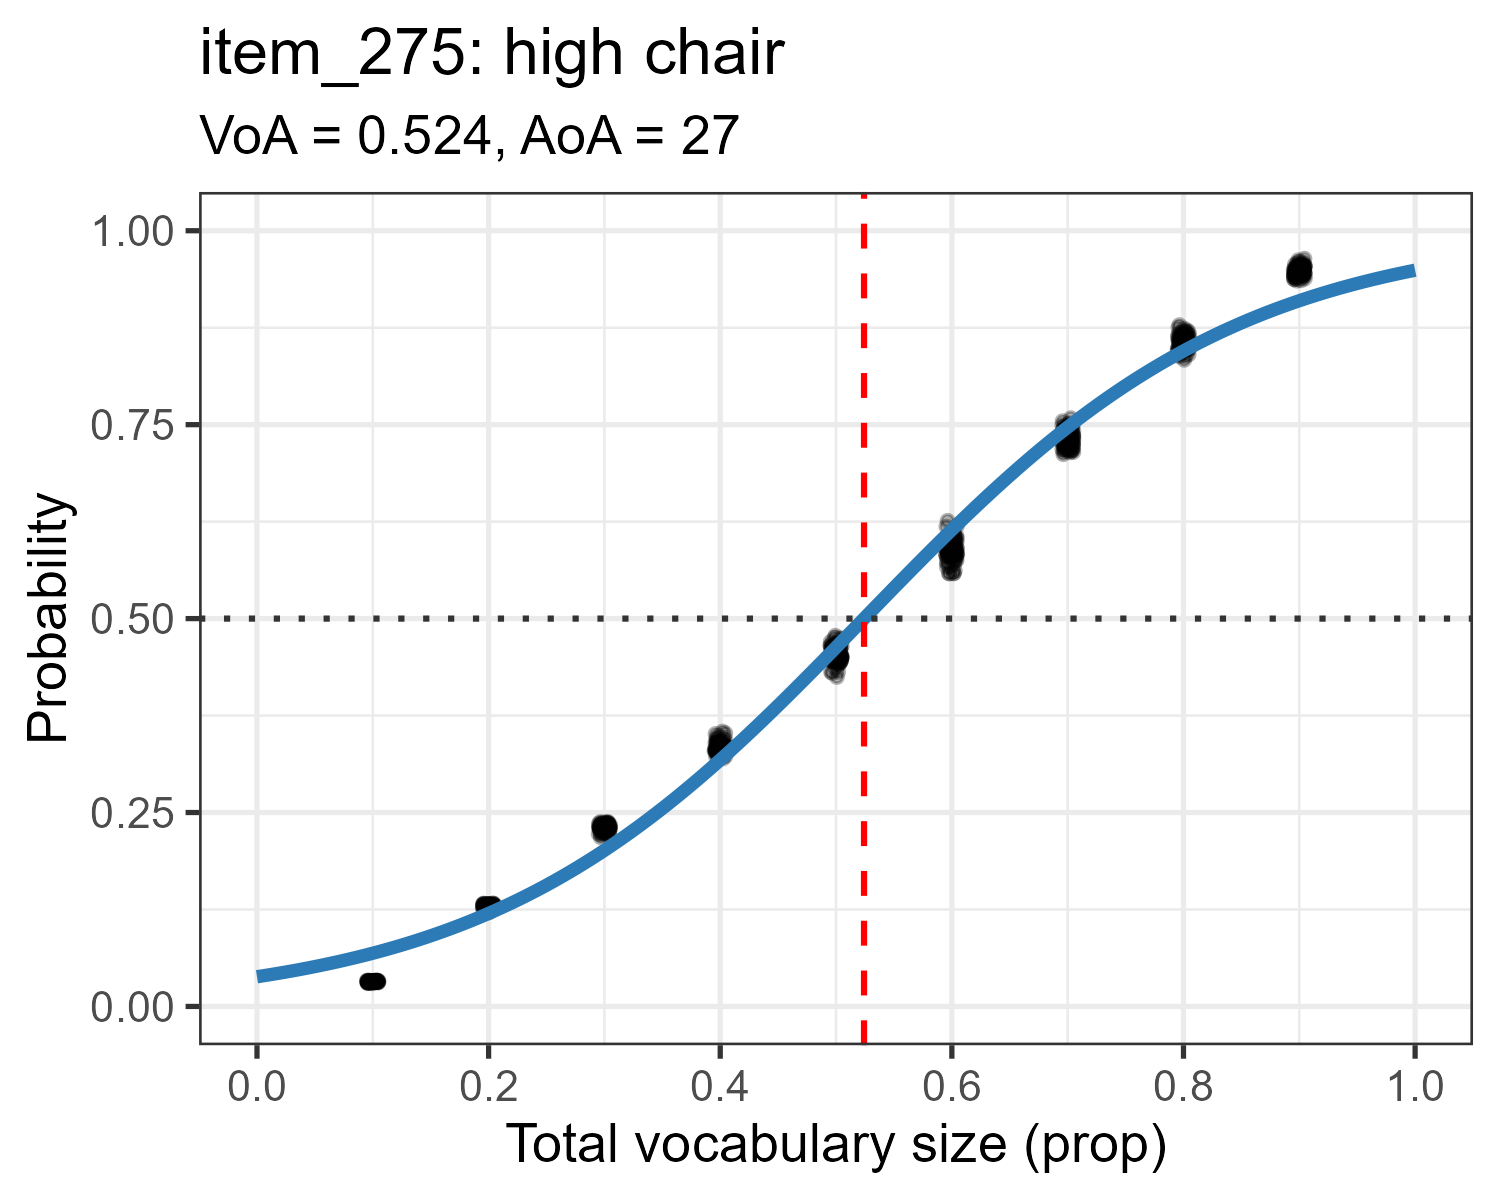 item_275: high chair
VoA = 0.524, AoA = 27
1.00
0.75
0.50
0.25
0.00
Probability
0.0 0.2 0.4 0.6 0.8 1.0
Total vocabulary size (prop)